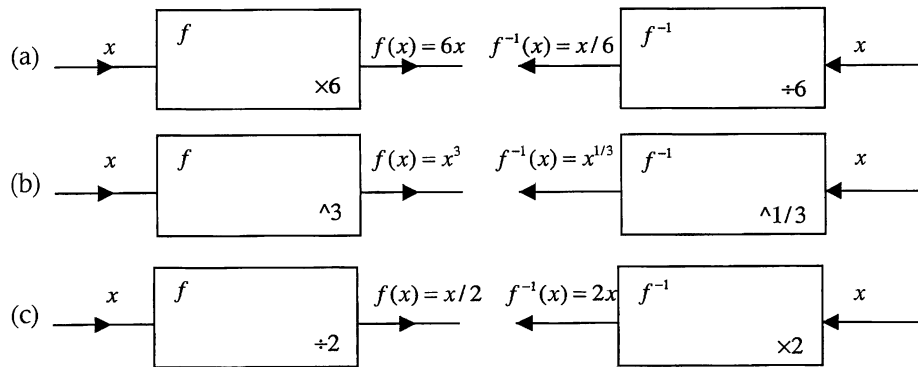 (a) x f ×6 f(x) = 6x f⁻¹(x) = x/6 f⁻¹ ÷6 x
(b) x f ^3 f(x) = x³ f⁻¹(x) = x^{1/3} f⁻¹ ^1/3 x
(c) x f ÷2 f(x) = x/2 f⁻¹(x) = 2x f⁻¹ ×2 x